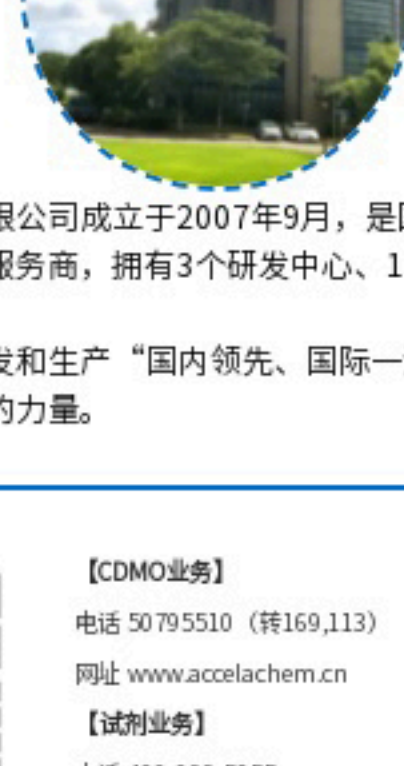 限公司成立于2007年9月，是国
服务商，拥有3个研发中心、1
发和生产“国内领先、国际一
的力量。
【CDMO业务】
电话 50795510（转169,113）
网址 www.accelachem.cn
【试剂业务】